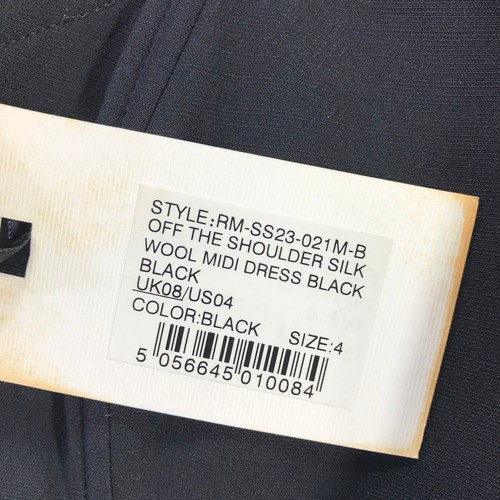 STYLE:RM-SS23-021M-B
OFF THE SHOULDER SILK
WOOL MIDI DRESS BLACK
BLACK
UK08/US04
COLOR:BLACK SIZE:4
5 056645 010084